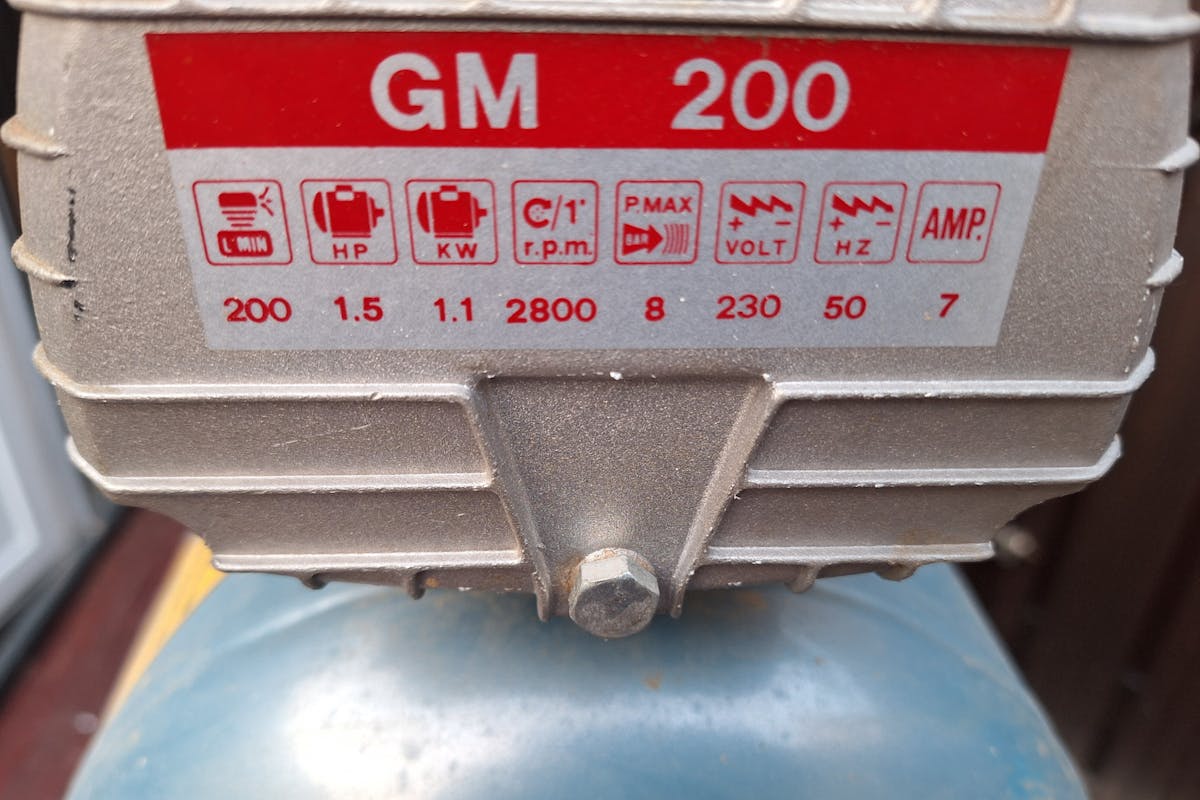 GM 200
L'MIN HP KW C/1' r.p.m. P.MAX BAR VOLT HZ AMP.
200 1.5 1.1 2800 8 230 50 7